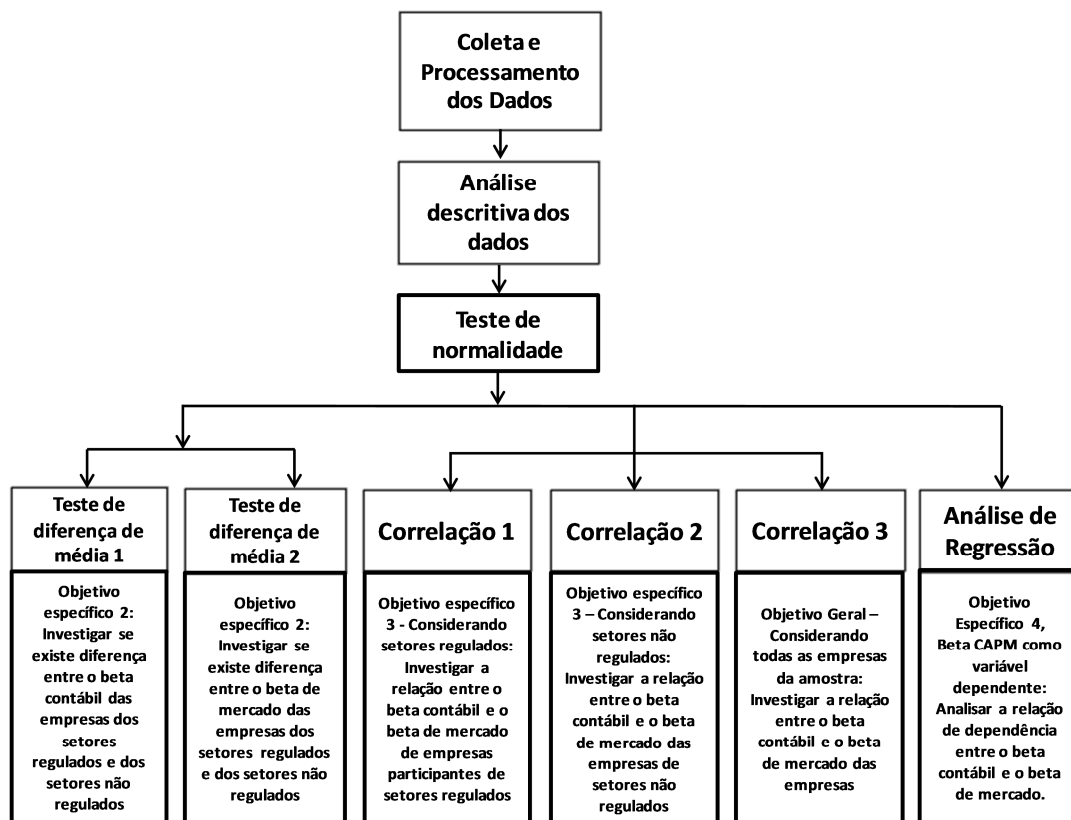 Coleta e
Processamento
dos Dados
Análise
descritiva dos
dados
Teste de
normalidade
Teste de
diferença de
média 1
Teste de
diferença de
média 2
Correlação 1
Correlação 2
Correlação 3
Análise de
Regressão
Objetivo
específico 2:
Investigar se
existe diferença
entre o beta
contábil das
empresas dos
setores
regulados e dos
setores não
regulados
Objetivo
específico 2:
Investigar se
existe diferença
entre o beta de
mercado das
empresas dos
setores regulados
e dos setores não
regulados
Objetivo específico
3 - Considerando
setores regulados:
Investigar a
relação entre o
beta contábil e o
beta de mercado
de empresas
participantes de
setores regulados
Objetivo específico
3 – Considerando
setores não
regulados:
Investigar a relação
entre o beta
contábil e o beta
de mercado das
empresas de
setores não
regulados
Objetivo Geral –
Considerando
todas as empresas
da amostra:
Investigar a relação
entre o beta
contábil e o beta
de mercado das
empresas
Objetivo
Específico 4,
Beta CAPM como
variável
dependente:
Analisar a relação
de dependência
entre o beta
contábil e o beta
de mercado.